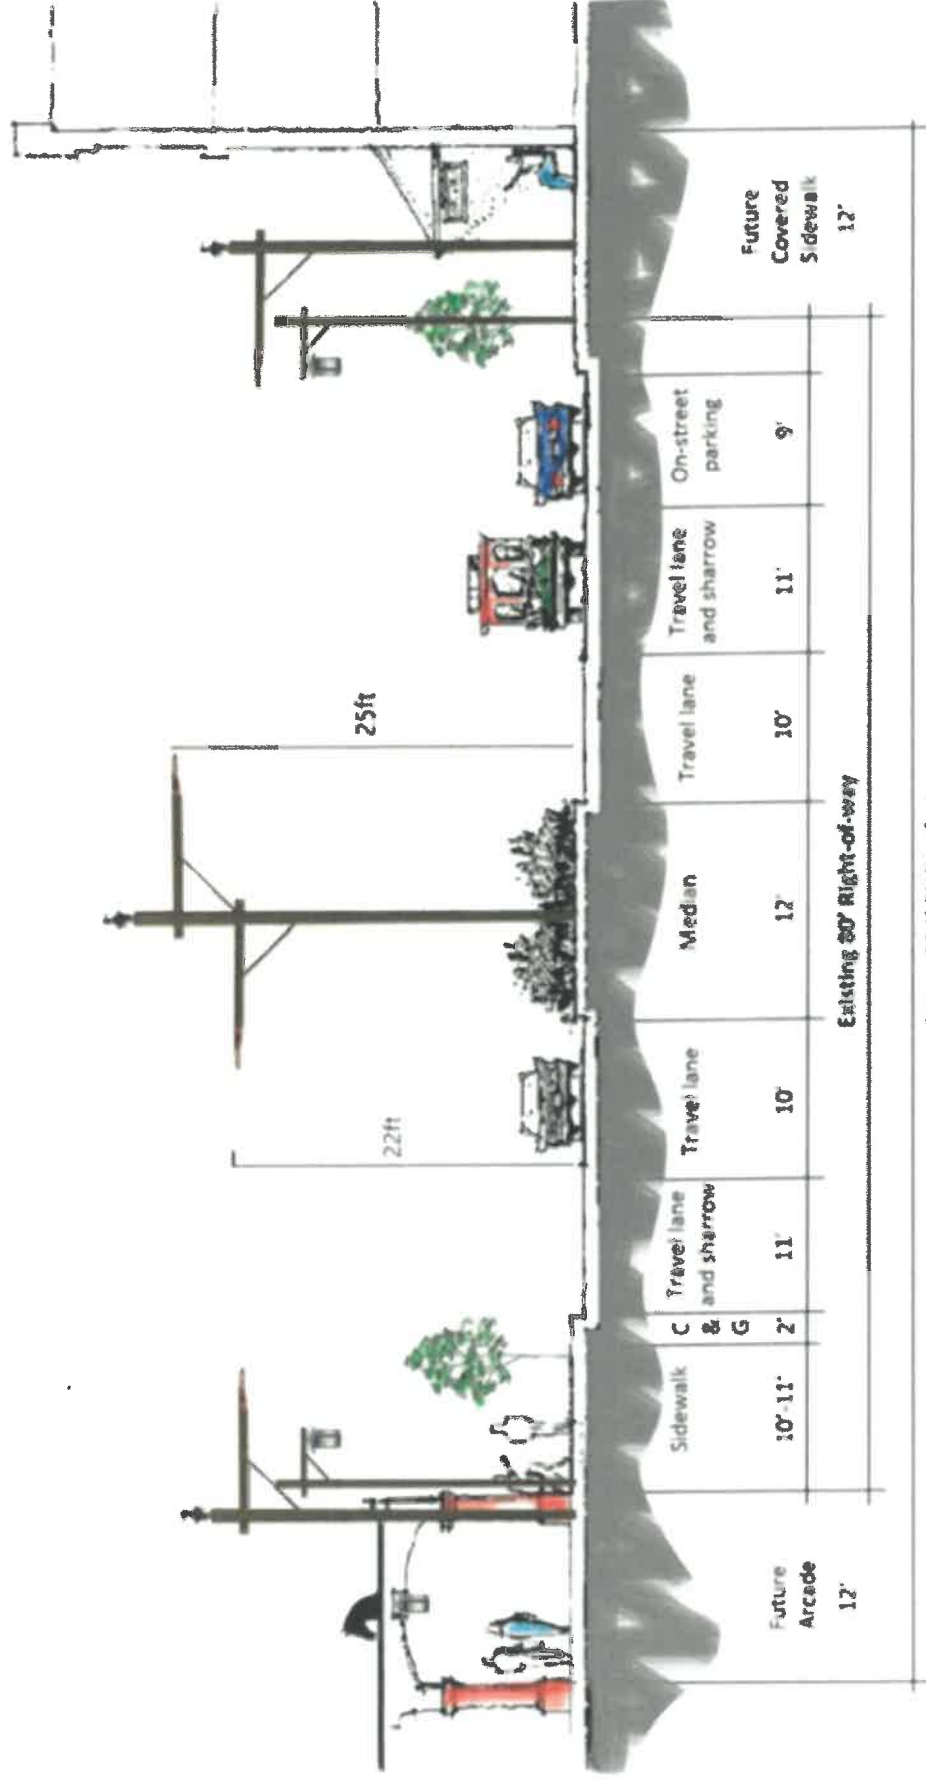 22ft
25ft
Future
Arcade
12'
Sidewalk
10'-11"
C
&
G
2"
Travel lane
and sharrow
11'
Travel lane
10'
Median
12'
Travel lane
10'
Travel lane
and sharrow
11'
On-street
parking
9'
Future
Covered
Sidewalk
12'
Existing 80' Right-of-way